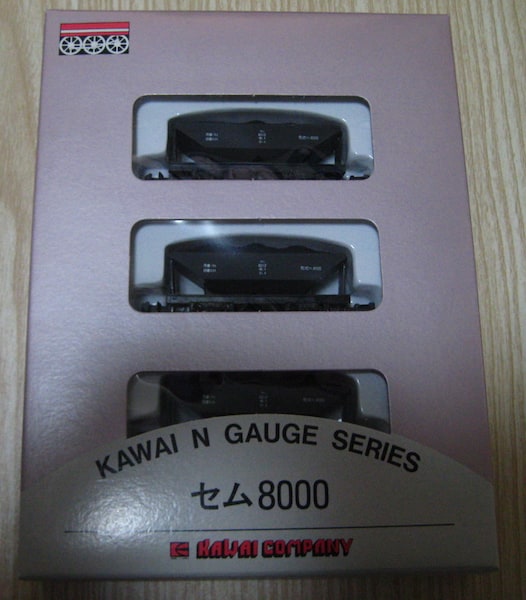 KAWAI N GAUGE SERIES
セム8000
KAWAI COMPANY